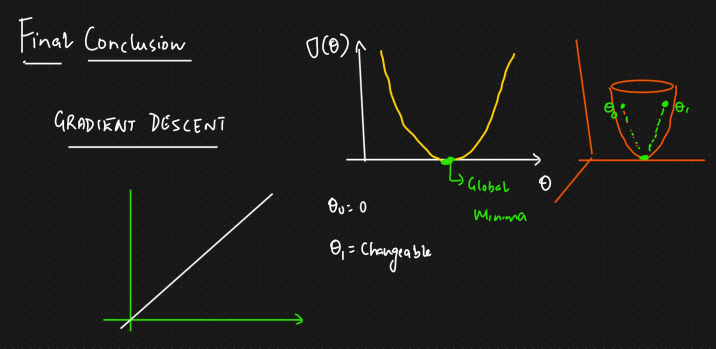 Final Conclusion
GRADIENT DESCENT
J(θ)
Global
Minima
θ
θ₀ = 0
θ₁ = Changeable
θ₀
θ₁